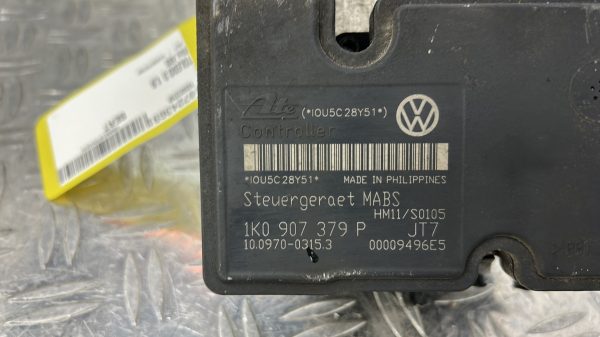 Ate (*IOU5C28Y51*)
Controller
*IOU5C28Y51* MADE IN PHILIPPINES
Steuergeraet MABS
HM11/S0105
1K0 907 379 P JT7
10.0970-0315.3 00009496E5
SEAT